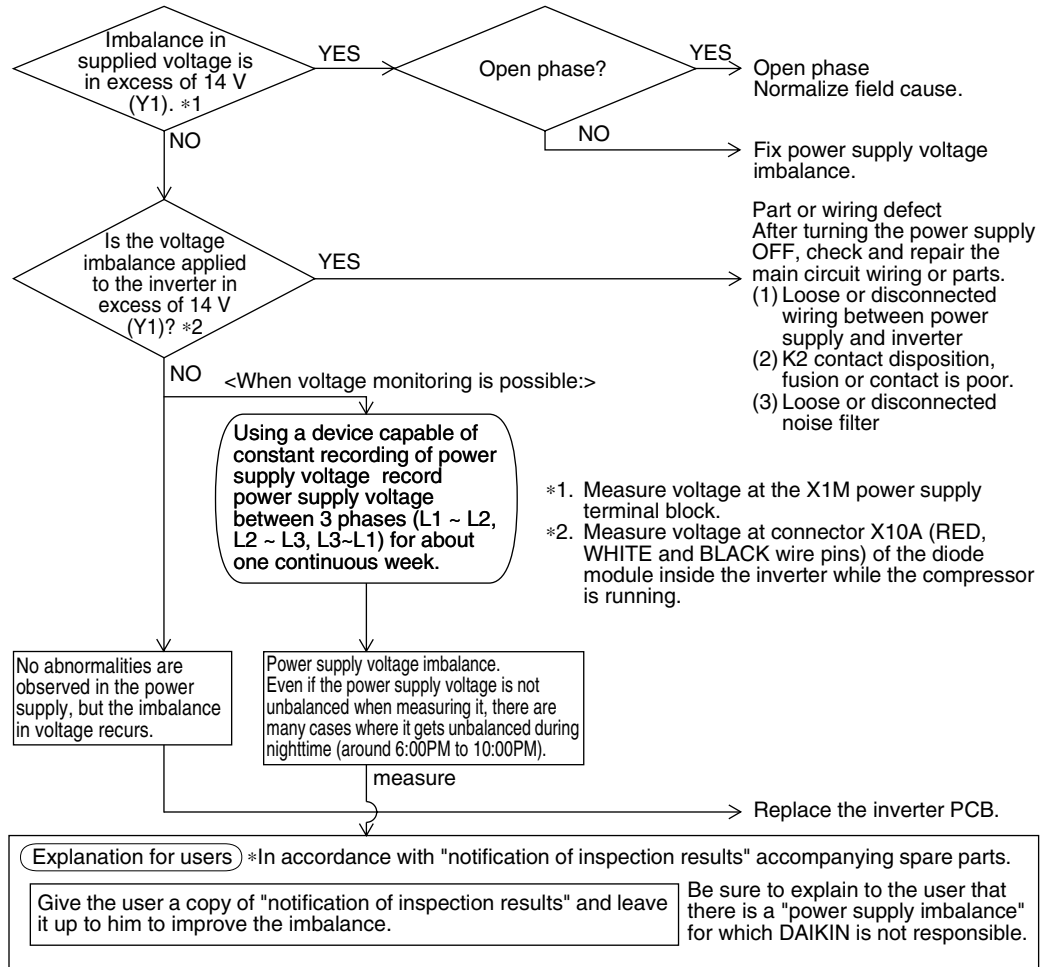 Imbalance in
supplied voltage is
in excess of 14 V
(Y1). *1
YES
Open phase?
YES
Open phase
Normalize field cause.
NO
NO
Fix power supply voltage
imbalance.
Is the voltage
imbalance applied
to the inverter in
excess of 14 V
(Y1)? *2
YES
Part or wiring defect
After turning the power supply
OFF, check and repair the
main circuit wiring or parts.
(1) Loose or disconnected
wiring between power
supply and inverter
(2) K2 contact disposition,
fusion or contact is poor.
(3) Loose or disconnected
noise filter
NO
<When voltage monitoring is possible:>
Using a device capable of
constant recording of power
supply voltage record
power supply voltage
between 3 phases (L1 ~ L2,
L2 ~ L3, L3~L1) for about
one continuous week.
*1. Measure voltage at the X1M power supply
terminal block.
*2. Measure voltage at connector X10A (RED,
WHITE and BLACK wire pins) of the diode
module inside the inverter while the compressor
is running.
No abnormalities are
observed in the power
supply, but the imbalance
in voltage recurs.
Power supply voltage imbalance.
Even if the power supply voltage is not
unbalanced when measuring it, there are
many cases where it gets unbalanced during
nighttime (around 6:00PM to 10:00PM).
measure
Replace the inverter PCB.
Explanation for users *In accordance with "notification of inspection results" accompanying spare parts.
Give the user a copy of "notification of inspection results" and leave
it up to him to improve the imbalance.
Be sure to explain to the user that
there is a "power supply imbalance"
for which DAIKIN is not responsible.